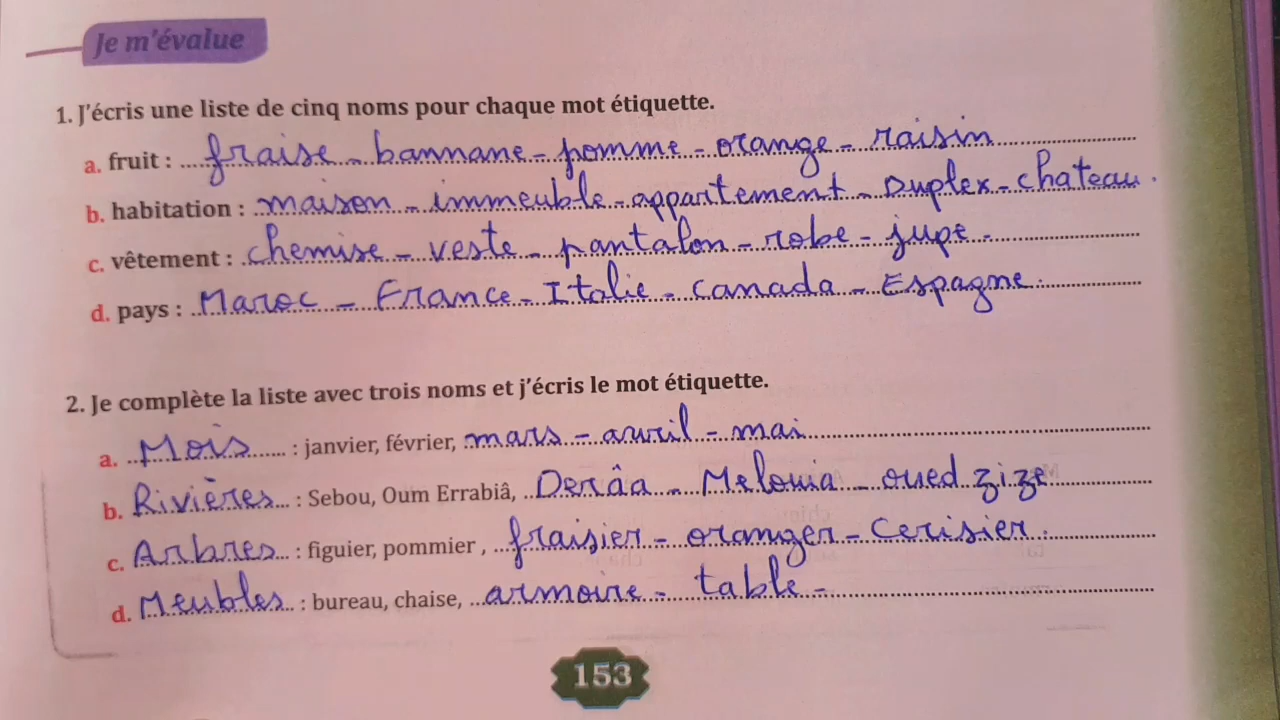 Je m'évalue
1. J'écris une liste de cinq noms pour chaque mot étiquette.
a. fruit : fraise - bannane - pomme - orange - raisin
b. habitation : maison - immeuble - appartement - Duplex - chateau.
c. vêtement : chemise - veste - pantalon - robe - jupe -
d. pays : Maroc - France - Italie - Canada - Espagne.
2. Je complète la liste avec trois noms et j'écris le mot étiquette.
a. Mois : janvier, février, mars - avril - mai
b. Rivières : Sebou, Oum Errabiâ, Derâa - Melouia - oued zize
c. Arbres : figuier, pommier , fraisier - oranger - Cerisier.
d. Meubles : bureau, chaise, armoire - table -
153